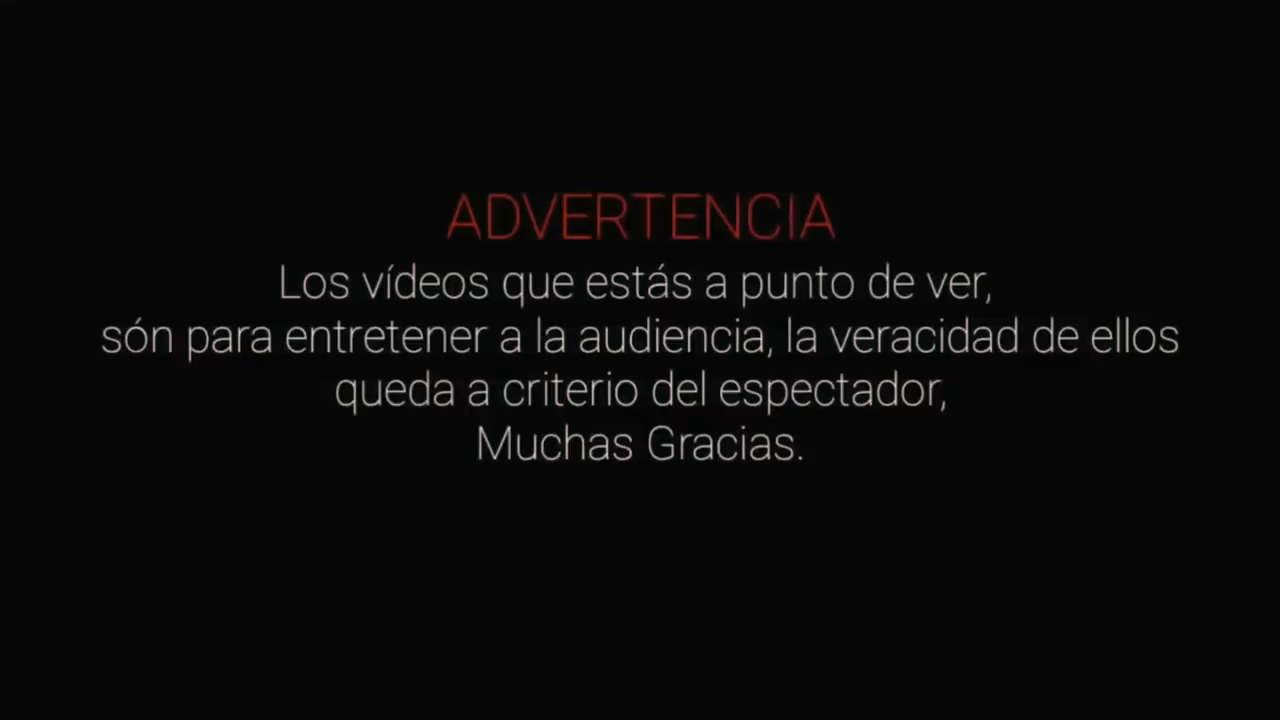 ADVERTENCIA
Los vídeos que estás a punto de ver,
són para entretener a la audiencia, la veracidad de ellos
queda a criterio del espectador,
Muchas Gracias.